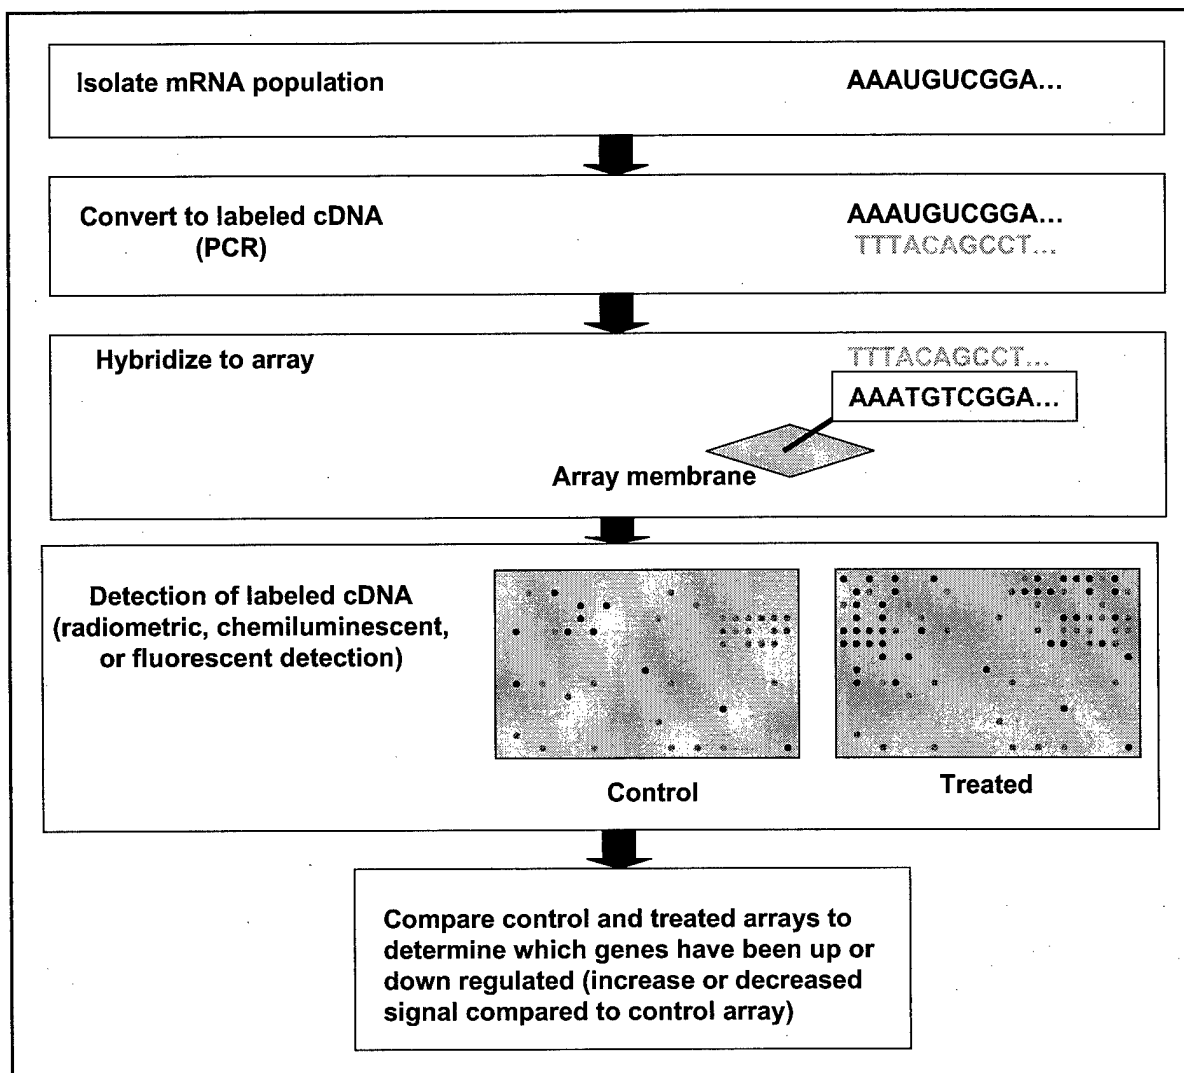 Isolate mRNA population
AAAUGUCGGA...
Convert to labeled cDNA
(PCR)
AAAUGUCGGA...
TTTACAGCCT...
Hybridize to array
TTTACAGCCT...
AAATGTCGGA...
Array membrane
Detection of labeled cDNA
(radiometric, chemiluminescent,
or fluorescent detection)
Control
Treated
Compare control and treated arrays to
determine which genes have been up or
down regulated (increase or decreased
signal compared to control array)